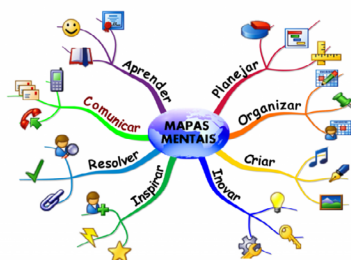 MAPAS
MENTAIS
Planejar
Organizar
Criar
Inovar
Inspirar
Resolver
Comunicar
Aprender